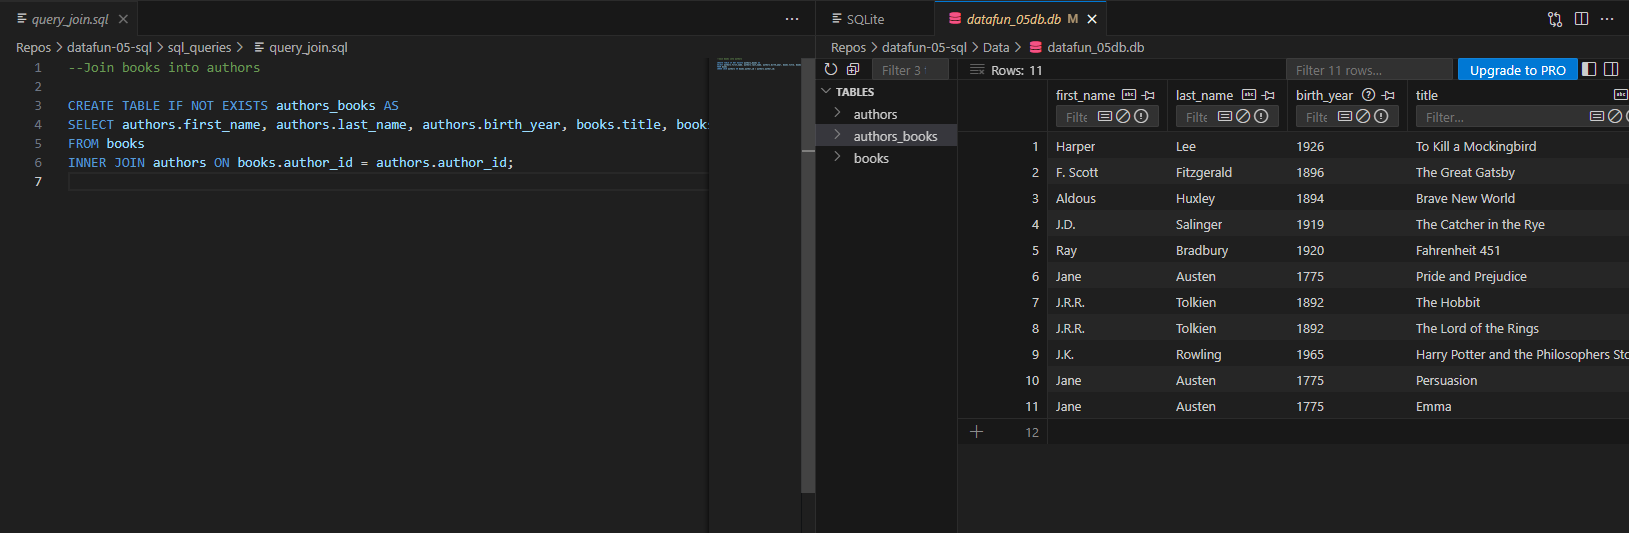 query_join.sql
Repos > datafun-05-sql > sql_queries > query_join.sql
1 --Join books into authors
2
3 CREATE TABLE IF NOT EXISTS authors_books AS
4 SELECT authors.first_name, authors.last_name, authors.birth_year, books.title, book
5 FROM books
6 INNER JOIN authors ON books.author_id = authors.author_id;
7
SQLite datafun_05db.db M
Repos > datafun-05-sql > Data > datafun_05db.db
Filter 3 Rows: 11 Filter 11 rows... Upgrade to PRO
TABLES
authors
authors_books
books
first_name last_name birth_year title
Filte Filte Filte Filter...
1 Harper Lee 1926 To Kill a Mockingbird
2 F. Scott Fitzgerald 1896 The Great Gatsby
3 Aldous Huxley 1894 Brave New World
4 J.D. Salinger 1919 The Catcher in the Rye
5 Ray Bradbury 1920 Fahrenheit 451
6 Jane Austen 1775 Pride and Prejudice
7 J.R.R. Tolkien 1892 The Hobbit
8 J.R.R. Tolkien 1892 The Lord of the Rings
9 J.K. Rowling 1965 Harry Potter and the Philosophers Sto
10 Jane Austen 1775 Persuasion
11 Jane Austen 1775 Emma
12